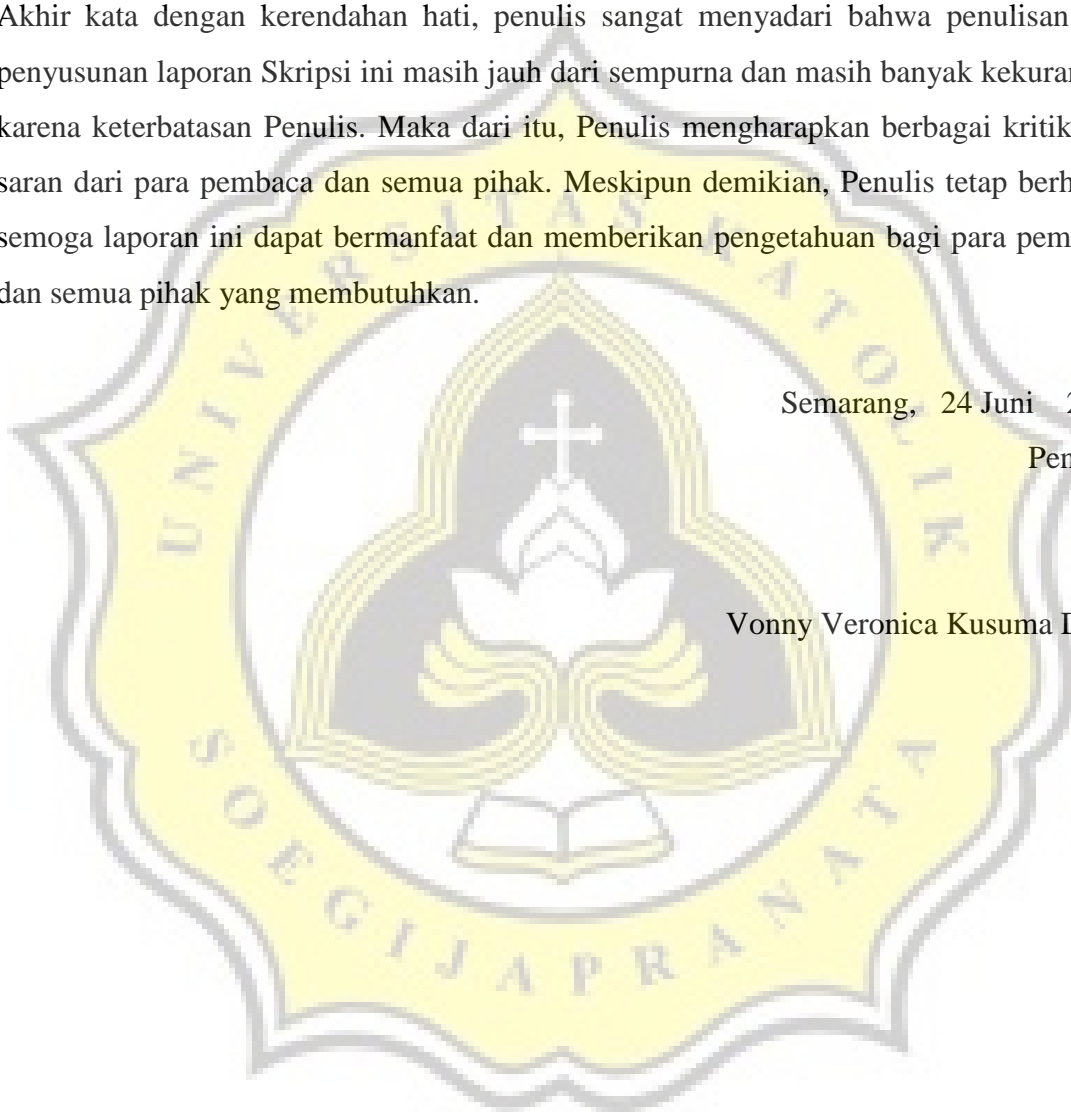 Akhir kata dengan kerendahan hati, penulis sangat menyadari bahwa penulisan
penyusunan laporan Skripsi ini masih jauh dari sempurna dan masih banyak kekuran
karena keterbatasan Penulis. Maka dari itu, Penulis mengharapkan berbagai kritik
saran dari para pembaca dan semua pihak. Meskipun demikian, Penulis tetap berh
semoga laporan ini dapat bermanfaat dan memberikan pengetahuan bagi para pem
dan semua pihak yang membutuhkan.
Semarang, 24 Juni 2
Pen
Vonny Veronica Kusuma D
UNIVERSITAS KATOLIK
SOEGIJAPRANATA